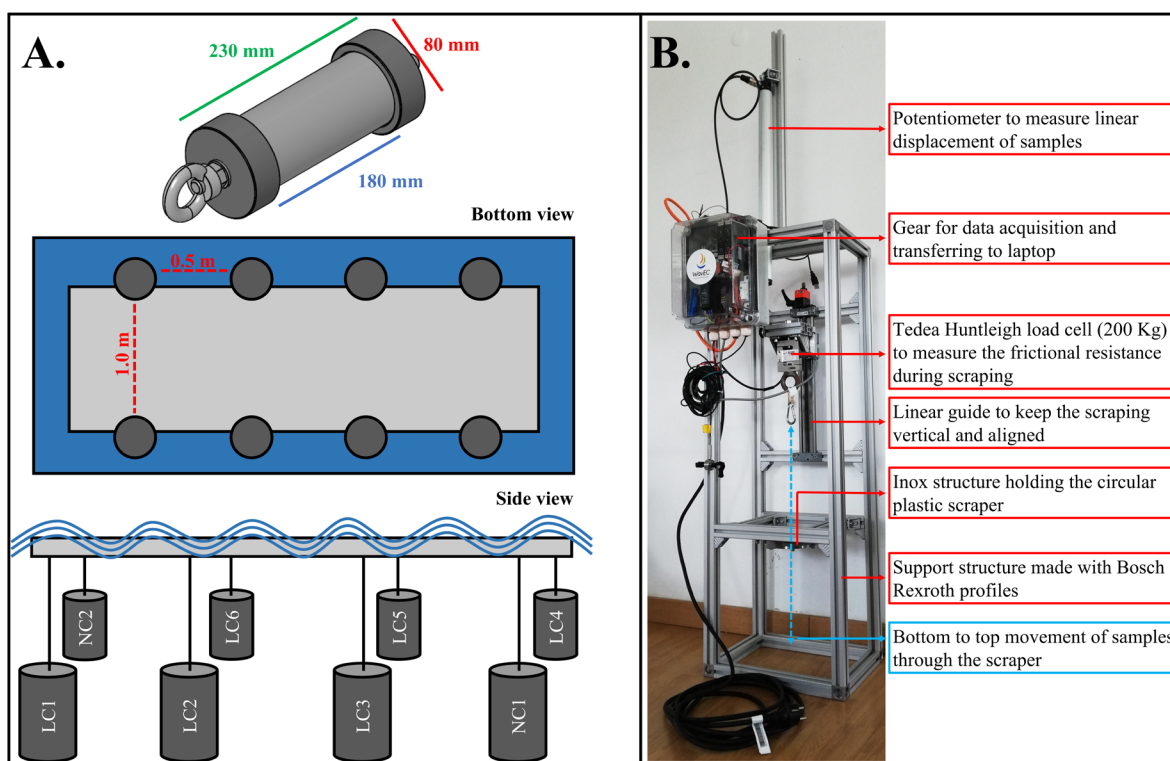 A.
230 mm
80 mm
180 mm
Bottom view
0.5 m
1.0 m
Side view
NC2
LC6
LC5
LC4
LC1
LC2
LC3
NC1
B.
WavEC
Potentiometer to measure linear
displacement of samples
Gear for data acquisition and
transferring to laptop
Tedea Huntleigh load cell (200 Kg)
to measure the frictional resistance
during scraping
Linear guide to keep the scraping
vertical and aligned
Inox structure holding the circular
plastic scraper
Support structure made with Bosch
Rexroth profiles
Bottom to top movement of samples
through the scraper